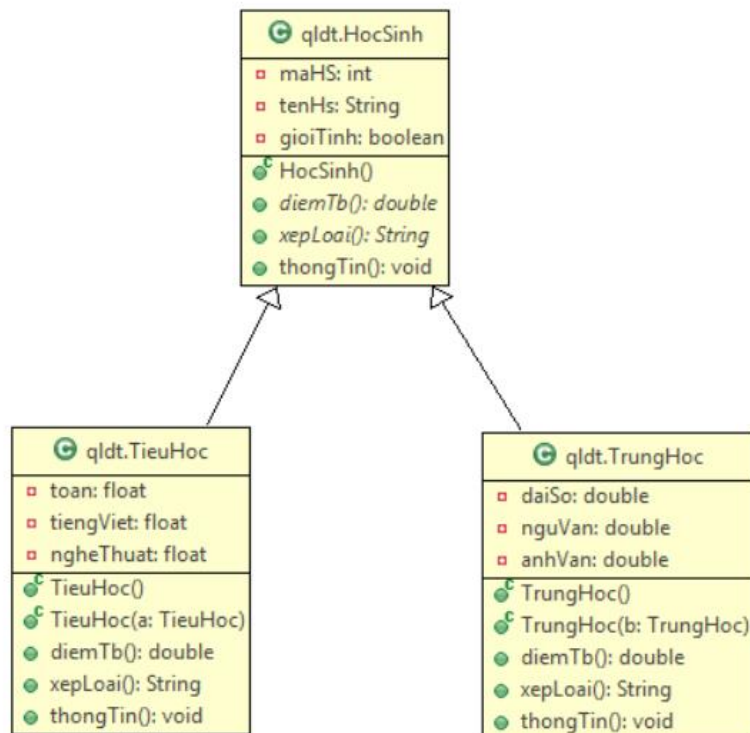 qldt.HocSinh
maHS: int
tenHs: String
gioiTinh: boolean
HocSinh()
diemTb(): double
xepLoai(): String
thongTin(): void
qldt.TieuHoc
toan: float
tiengViet: float
ngheThuat: float
TieuHoc()
TieuHoc(a: TieuHoc)
diemTb(): double
xepLoai(): String
thongTin(): void
qldt.TrungHoc
daiSo: double
nguVan: double
anhVan: double
TrungHoc()
TrungHoc(b: TrungHoc)
diemTb(): double
xepLoai(): String
thongTin(): void